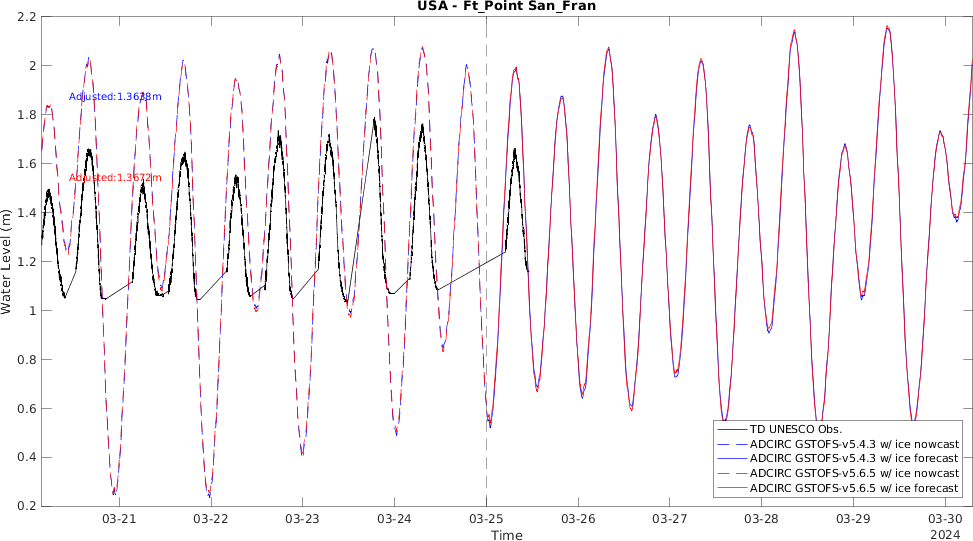 USA - Ft_Point San_Fran
Water Level (m)
2.2
2
1.8
1.6
1.4
1.2
1
0.8
0.6
0.4
0.2
Adjusted:1.3638m
Adjusted:1.3672m
TD UNESCO Obs.
ADCIRC GSTOFS-v5.4.3 w/ ice nowcast
ADCIRC GSTOFS-v5.4.3 w/ ice forecast
ADCIRC GSTOFS-v5.6.5 w/ ice nowcast
ADCIRC GSTOFS-v5.6.5 w/ ice forecast
03-21 03-22 03-23 03-24 03-25 03-26 03-27 03-28 03-29 03-30
2024
Time